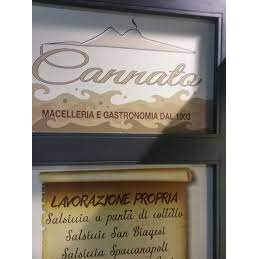 Cannato
MACELLERIA E GASTRONOMIA DAL 1903
LAVORAZIONE PROPRIA
Salsiccia a punta di coltello
Salsiccie San Biagesi
Salsiccia Spaccanapoli